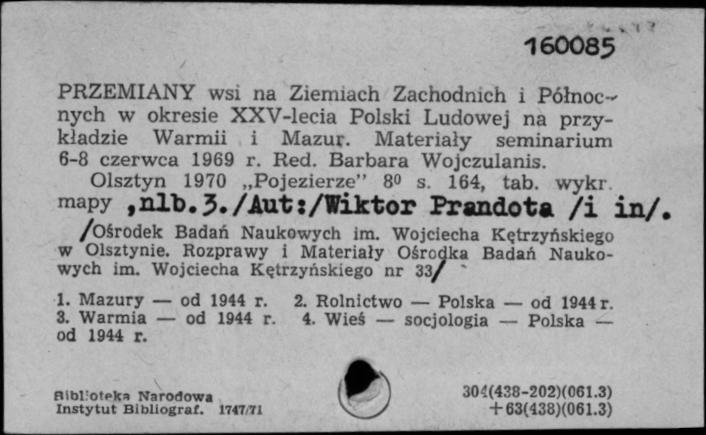 160085
PRZEMIANY wsi na Ziemiach Zachodnich i Północ-
nych w okresie XXV-lecia Polski Ludowej na przy-
kładzie Warmii i Mazur. Materiały seminarium
6-8 czerwca 1969 r. Red. Barbara Wojczulanis.
Olsztyn 1970 „Pojezierze” 8⁰ s. 164, tab. wykr.
mapy ,nlb.3./Aut:/Wiktor Prandota /i in/.
/Ośrodek Badań Naukowych im. Wojciecha Kętrzyńskiego
w Olsztynie. Rozprawy i Materiały Ośrodka Badań Nauko-
wych im. Wojciecha Kętrzyńskiego nr 33/
1. Mazury — od 1944 r. 2. Rolnictwo — Polska — od 1944 r.
3. Warmia — od 1944 r. 4. Wieś — socjologia — Polska —
od 1944 r.
Biblioteka Narodowa
Instytut Bibliograf. 1747/71
304(438-202)(061.3)
+63(438)(061.3)